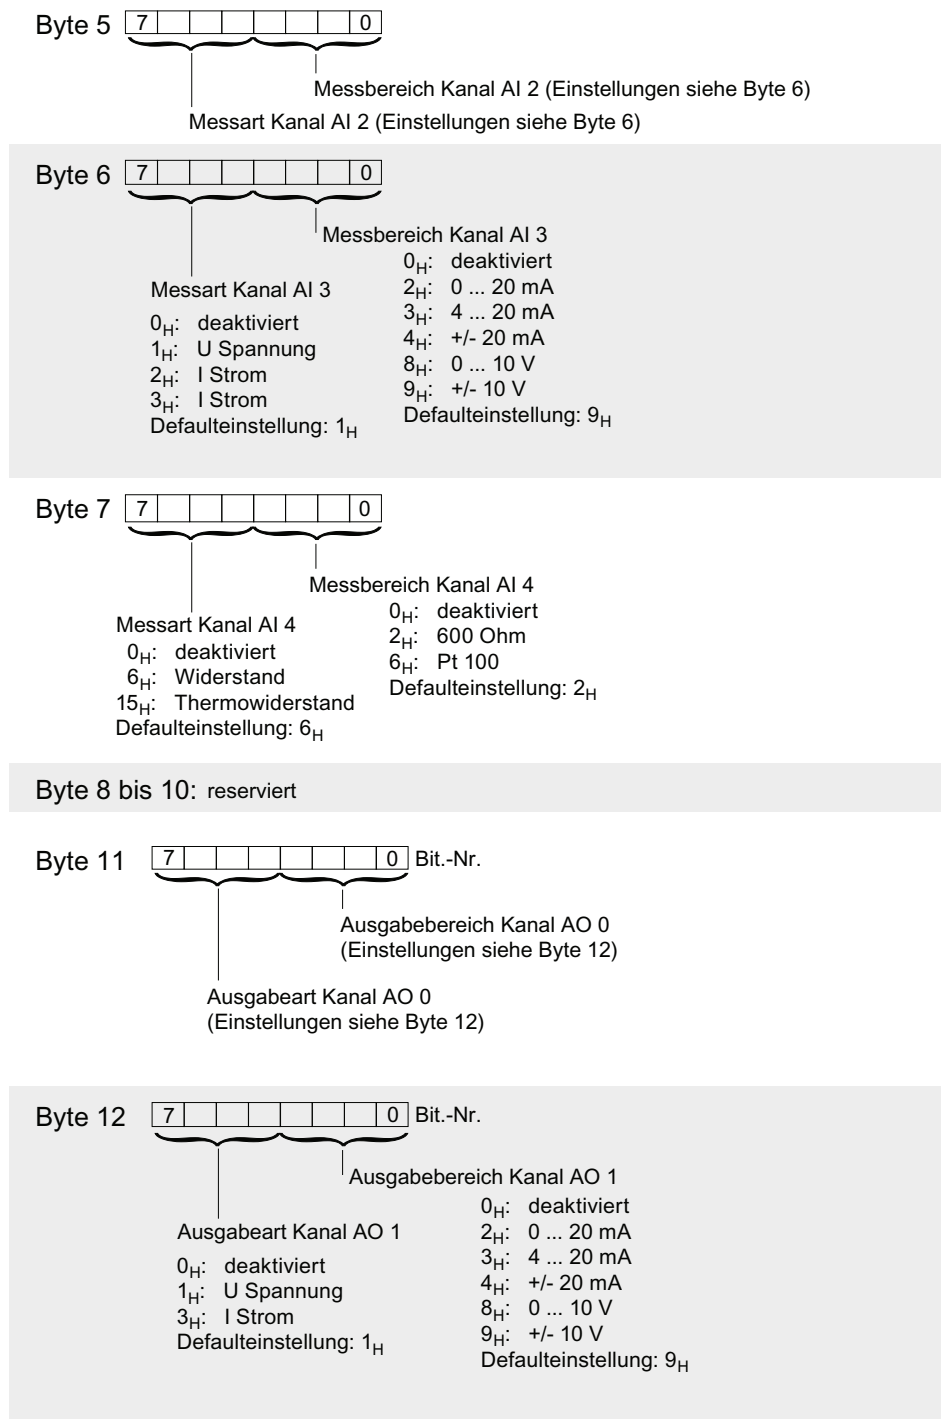 Byte 5 7 0
Messbereich Kanal AI 2 (Einstellungen siehe Byte 6)
Messart Kanal AI 2 (Einstellungen siehe Byte 6)
Byte 6 7 0
Messbereich Kanal AI 3
0H: deaktiviert
2H: 0 ... 20 mA
3H: 4 ... 20 mA
4H: +/- 20 mA
8H: 0 ... 10 V
9H: +/- 10 V
Defaulteinstellung: 9H
Messart Kanal AI 3
0H: deaktiviert
1H: U Spannung
2H: I Strom
3H: I Strom
Defaulteinstellung: 1H
Byte 7 7 0
Messbereich Kanal AI 4
0H: deaktiviert
2H: 600 Ohm
6H: Pt 100
Defaulteinstellung: 2H
Messart Kanal AI 4
0H: deaktiviert
6H: Widerstand
15H: Thermowiderstand
Defaulteinstellung: 6H
Byte 8 bis 10: reserviert
Byte 11 7 0 Bit.-Nr.
Ausgabebereich Kanal AO 0
(Einstellungen siehe Byte 12)
Ausgabeart Kanal AO 0
(Einstellungen siehe Byte 12)
Byte 12 7 0 Bit.-Nr.
Ausgabebereich Kanal AO 1
0H: deaktiviert
2H: 0 ... 20 mA
3H: 4 ... 20 mA
4H: +/- 20 mA
8H: 0 ... 10 V
9H: +/- 10 V
Defaulteinstellung: 9H
Ausgabeart Kanal AO 1
0H: deaktiviert
1H: U Spannung
3H: I Strom
Defaulteinstellung: 1H